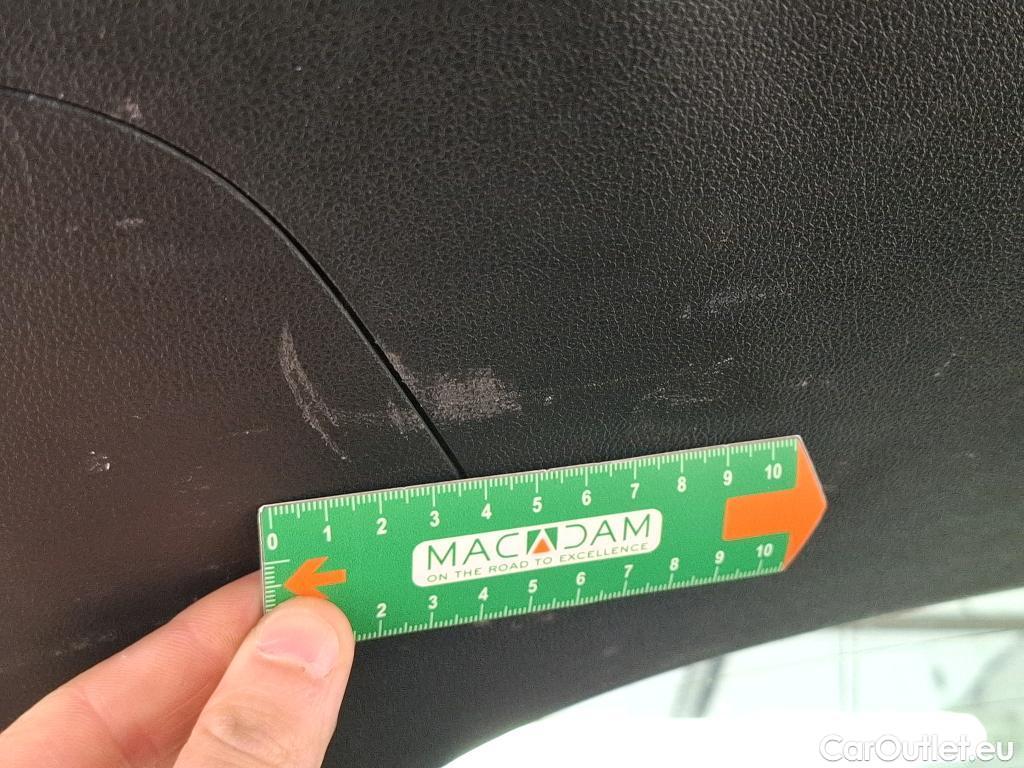 0 1 2 3 4 5 6 7 8 9 10
MACADAM
ON THE ROAD TO EXCELLENCE
2 3 4 5 6 7 8 9 10
CarOutlet.eu